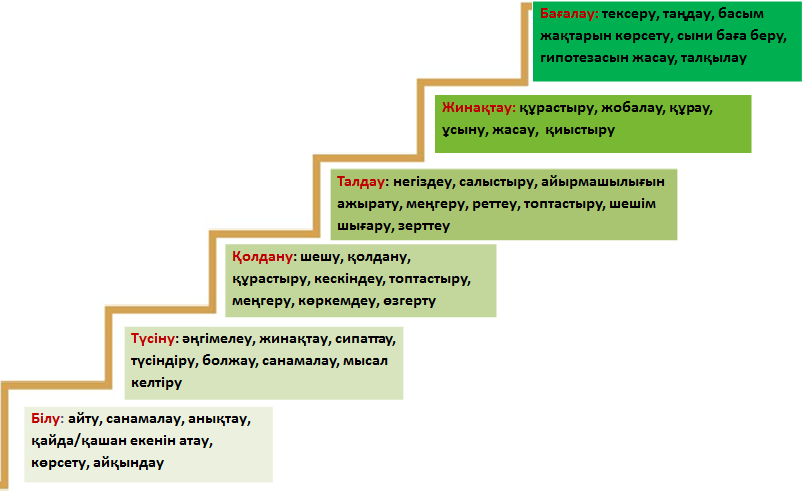 Бағалау: тексеру, таңдау, басым
жақтарын көрсету, сыни баға беру,
гипотезасын жасау, талқылау
Жинақтау: құрастыру, жобалау, құрау,
ұсыну, жасау, қиыстыру
Талдау: негіздеу, салыстыру, айырмашылығын
ажырату, меңгеру, реттеу, топтастыру, шешім
шығару, зерттеу
Қолдану: шешу, қолдану,
құрастыру, кескіндеу, топтастыру,
меңгеру, көркемдеу, өзгерту
Түсіну: әңгімелеу, жинақтау, сипаттау,
түсіндіру, болжау, санамалау, мысал
келтіру
Білу: айту, санамалау, анықтау,
қайда/қашан екенін атау,
көрсету, айқындау